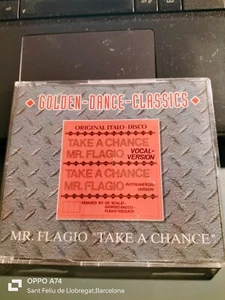 GOLDEN-DANCE-CLASSICS
ORIGINAL ITALO-DISCO
TAKE A CHANCE
MR. FLAGIO
VOCAL-
VERSION
TAKE A CHANCE
MR. FLAGIO
INSTRUMENTAL-
VERSION
MR. FLAGIO "TAKE A CHANCE"
OPPO A74
Sant Feliu de Llobregat,Barcelona